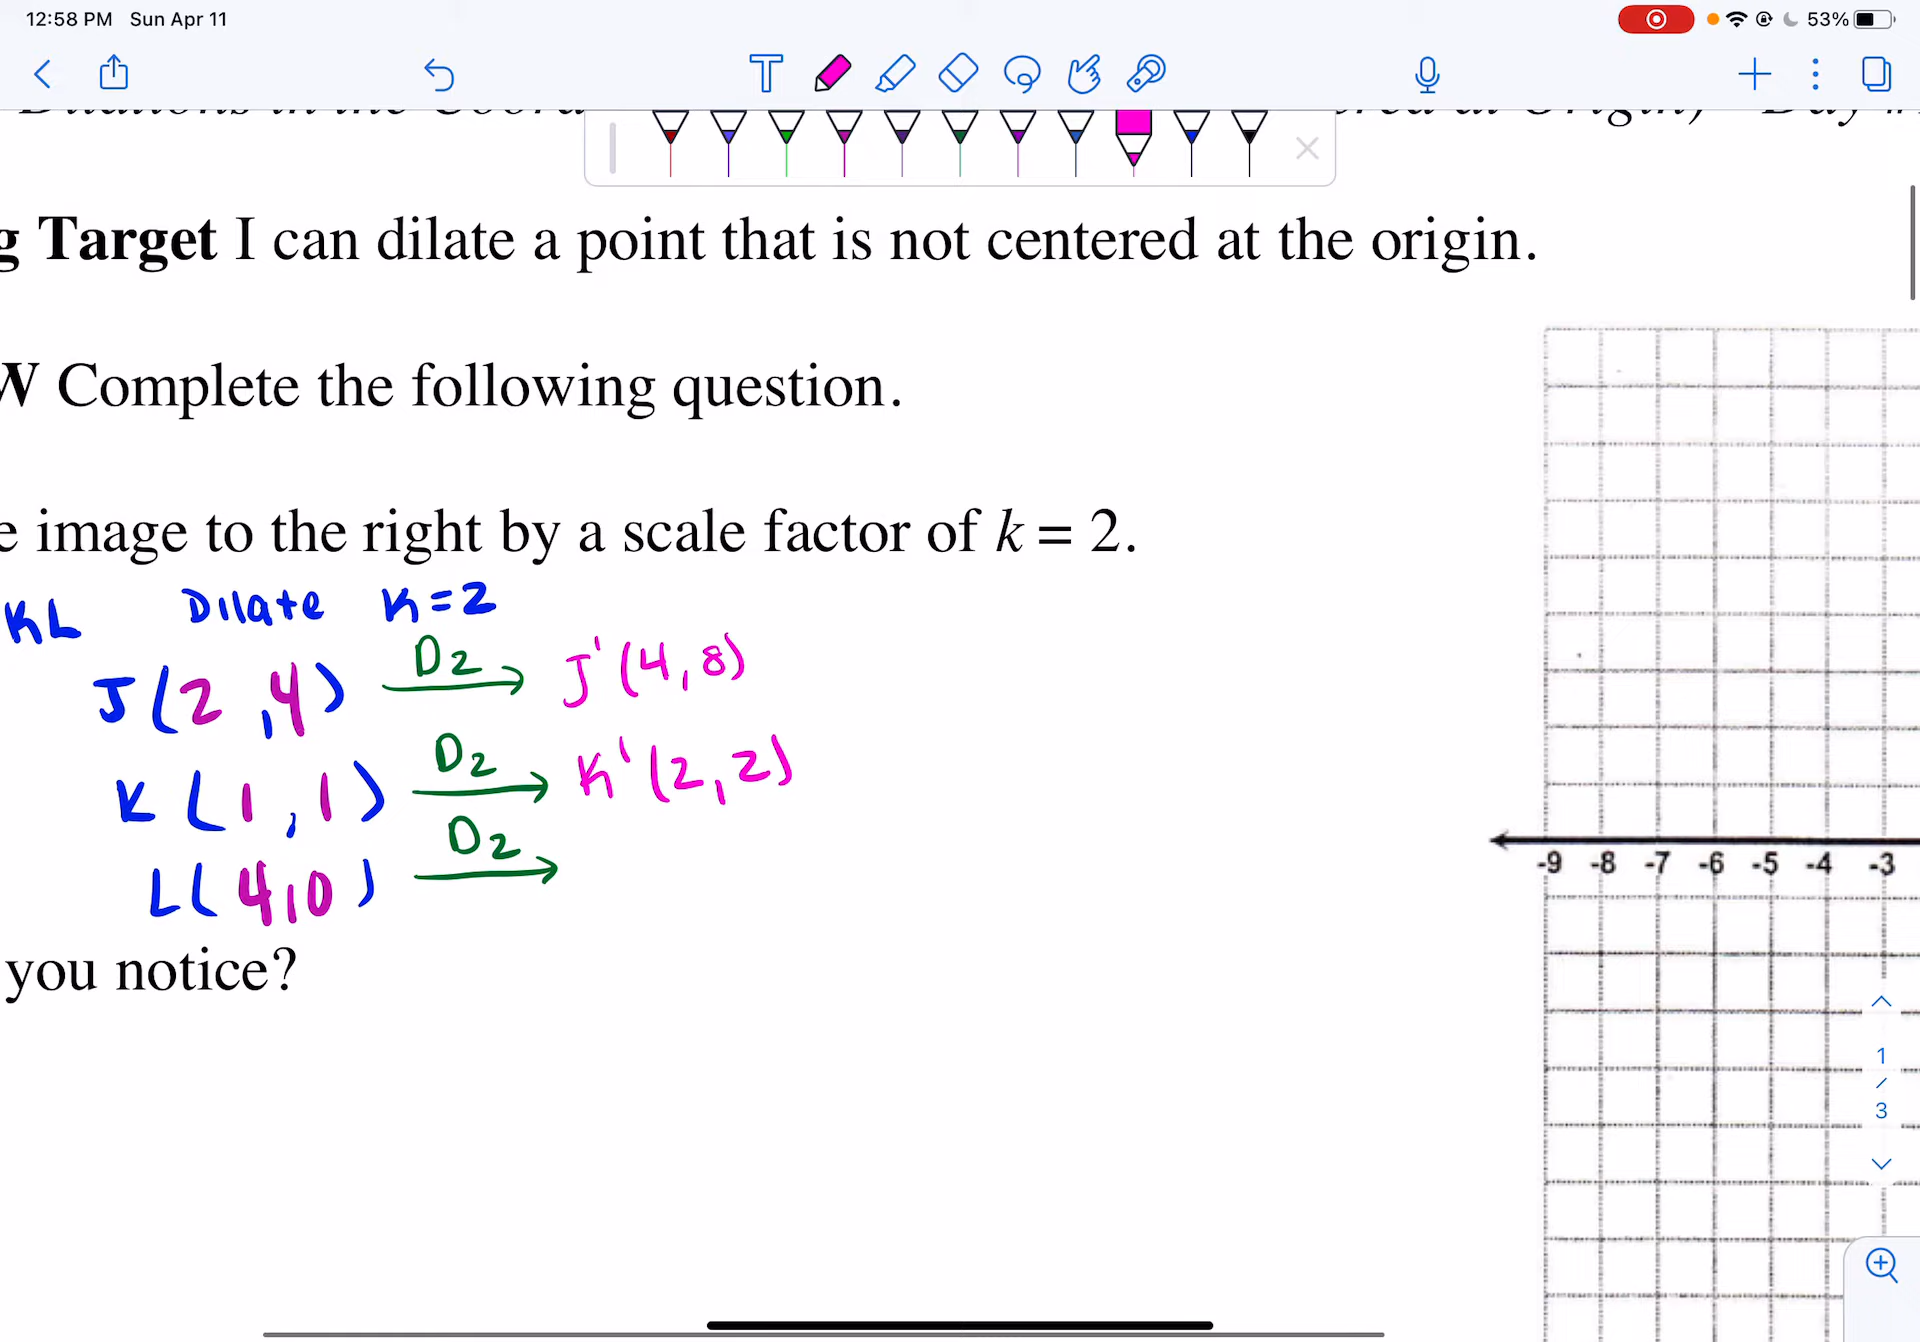 12:58 PM Sun Apr 11
53%
g Target I can dilate a point that is not centered at the origin.
W Complete the following question.
e image to the right by a scale factor of k = 2.
KL Dilate K=2
J(2,4) D2 J'(4,8)
K(1,1) D2 K'(2,2)
L(4,0) D2
you notice?
-9 -8 -7 -6 -5 -4 -3
1
/
3